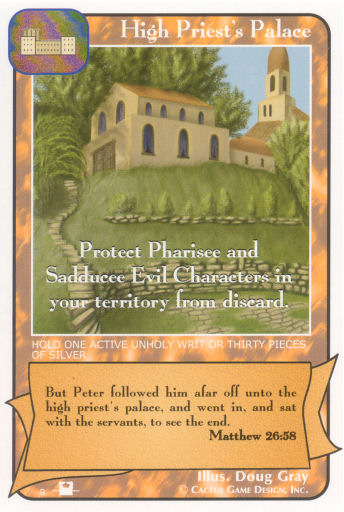 High Priest's Palace
Protect Pharisee and
Sadducee Evil Characters in
your territory from discard.
HOLD ONE ACTIVE UNHOLY WRIT OR THIRTY PIECES
OF SILVER
But Peter followed him afar off unto the
high priest's palace, and went in, and sat
with the servants, to see the end.
Matthew 26:58
Illus. Doug Gray
© Cactus Game Design, Inc.